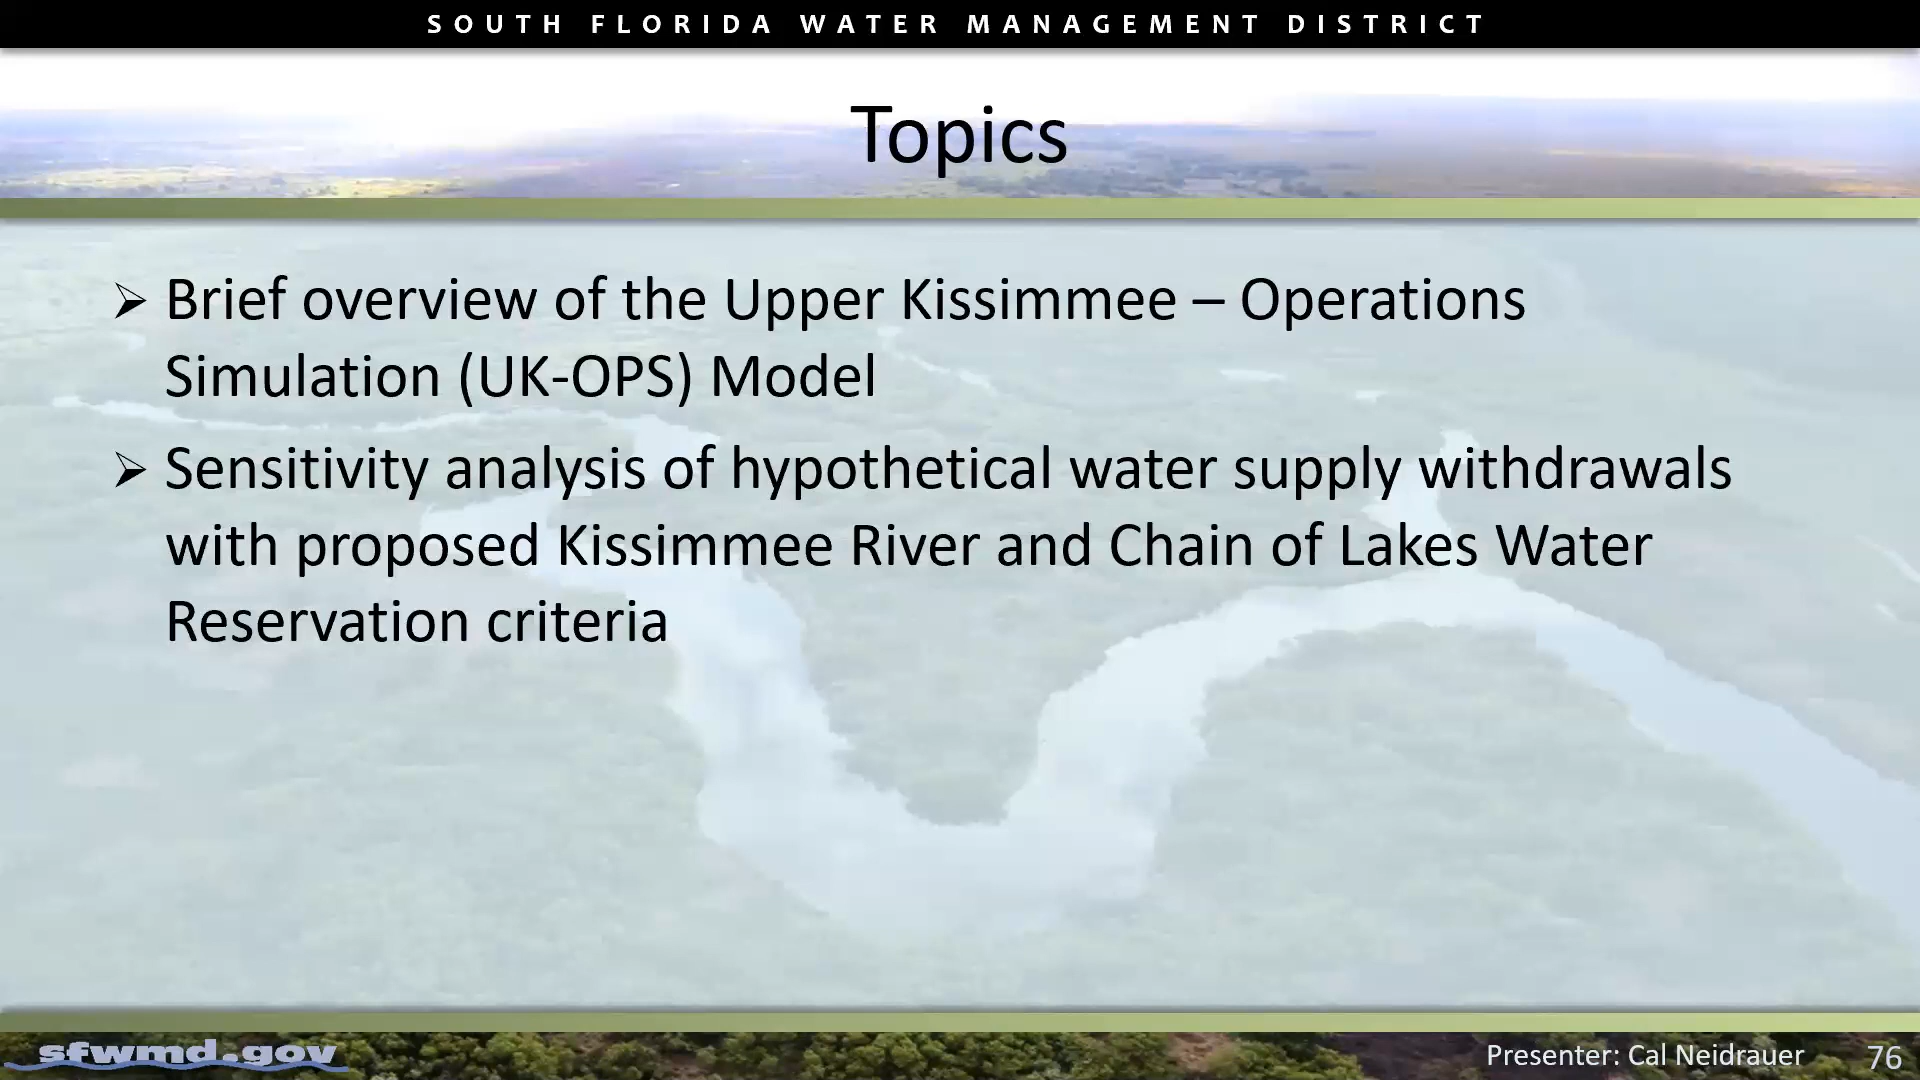 SOUTH FLORIDA WATER MANAGEMENT DISTRICT
Topics
➢ Brief overview of the Upper Kissimmee – Operations
Simulation (UK-OPS) Model
➢ Sensitivity analysis of hypothetical water supply withdrawals
with proposed Kissimmee River and Chain of Lakes Water
Reservation criteria
sfwmd.gov
Presenter: Cal Neidrauer
76